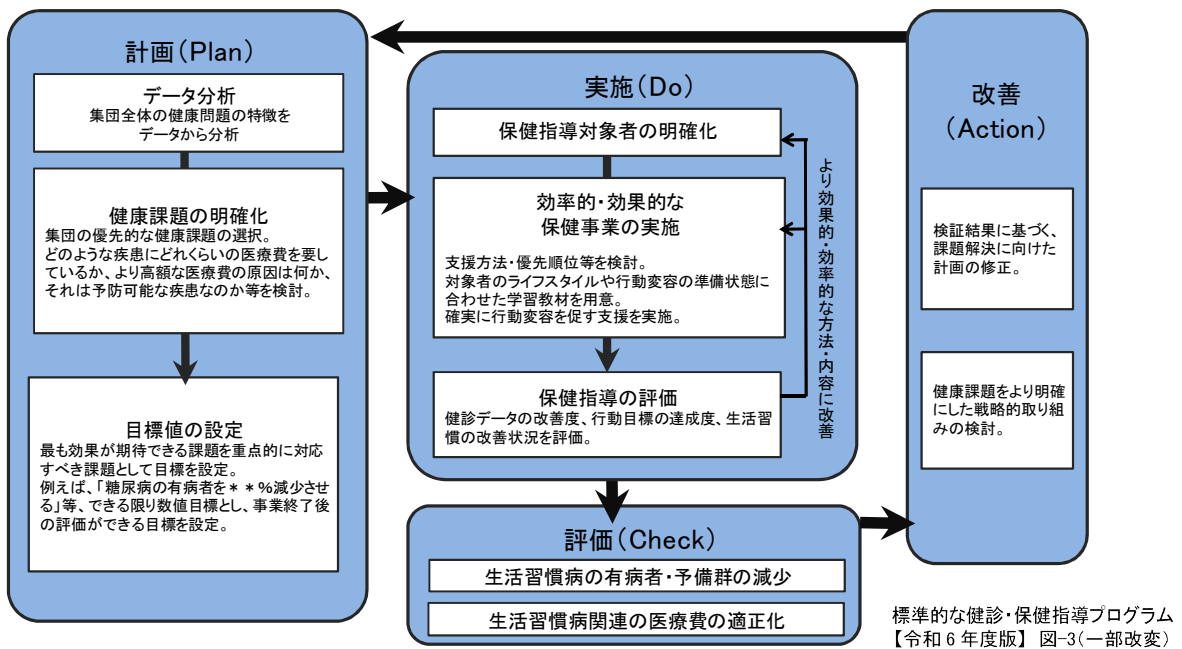 計画(Plan)
データ分析
集団全体の健康問題の特徴を
データから分析
健康課題の明確化
集団の優先的な健康課題の選択。
どのような疾患にどれくらいの医療費を要し
ているか、より高額な医療費の原因は何か、
それは予防可能な疾患なのか等を検討。
目標値の設定
最も効果が期待できる課題を重点的に対応
すべき課題として目標を設定。
例えば、「糖尿病の有病者を＊＊％減少させ
る」等、できる限り数値目標とし、事業終了後
の評価ができる目標を設定。
実施(Do)
保健指導対象者の明確化
効率的・効果的な
保健事業の実施
支援方法・優先順位等を検討。
対象者のライフスタイルや行動変容の準備状態に
合わせた学習教材を用意。
確実に行動変容を促す支援を実施。
保健指導の評価
健診データの改善度、行動目標の達成度、生活習
慣の改善状況を評価。
より効果的・効率的な方法・内容に改善
評価(Check)
生活習慣病の有病者・予備群の減少
生活習慣病関連の医療費の適正化
改善
(Action)
検証結果に基づく、
課題解決に向けた
計画の修正。
健康課題をより明確
にした戦略的取り組
みの検討。
標準的な健診・保健指導プログラム
【令和6年度版】 図-3(一部改変)